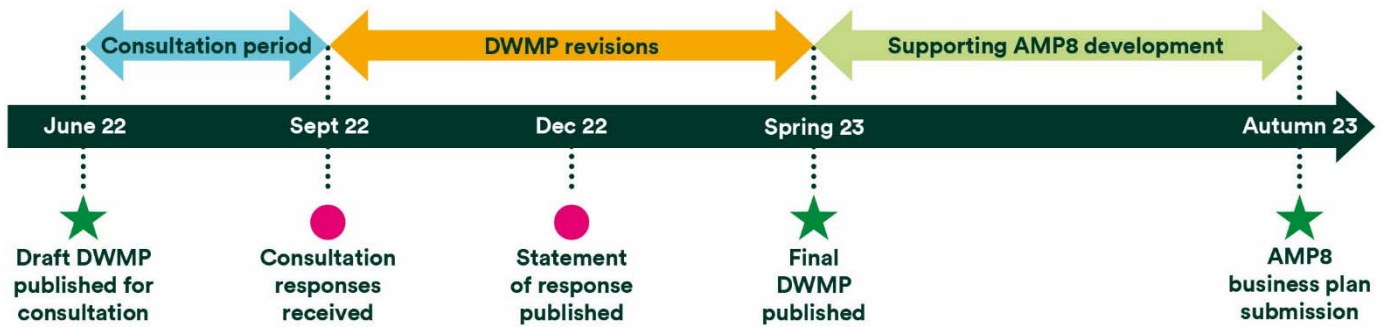 Consultation period
DWMP revisions
Supporting AMP8 development
June 22
Sept 22
Dec 22
Spring 23
Autumn 23
Draft DWMP
published for
consultation
Consultation
responses
received
Statement
of response
published
Final
DWMP
published
AMP8
business plan
submission